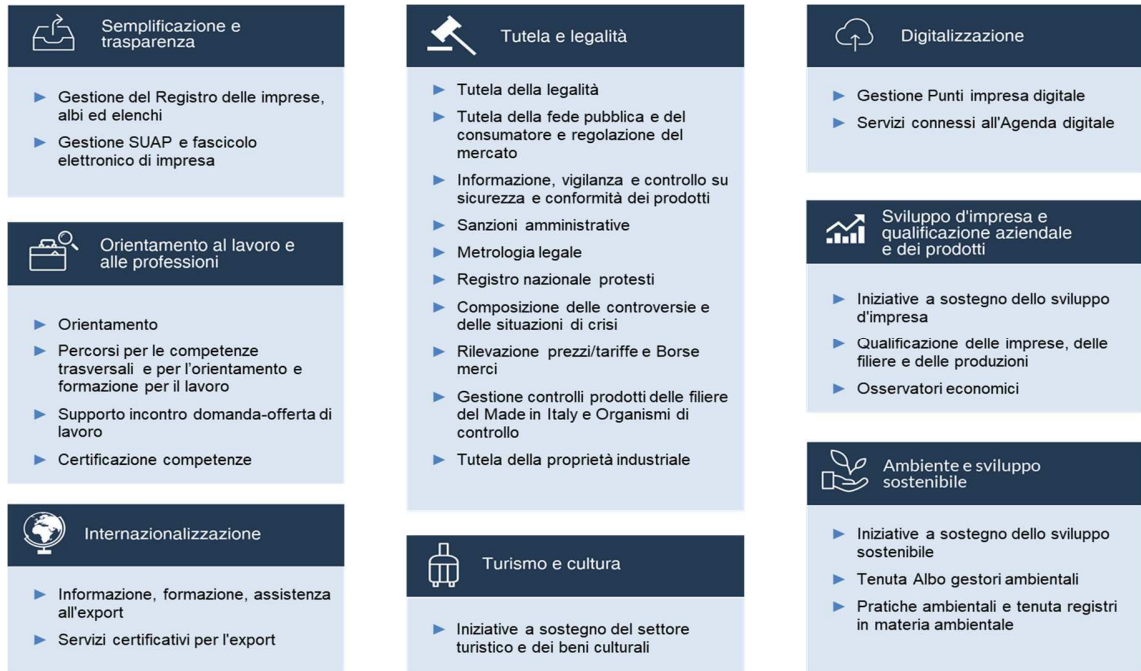 Semplificazione e
trasparenza
Gestione del Registro delle imprese,
albi ed elenchi
Gestione SUAP e fascicolo
elettronico di impresa
Orientamento al lavoro e
alle professioni
Orientamento
Percorsi per le competenze
trasversali e per l'orientamento e
formazione per il lavoro
Supporto incontro domanda-offerta di
lavoro
Certificazione competenze
Internazionalizzazione
Informazione, formazione, assistenza
all'export
Servizi certificativi per l'export
Tutela e legalità
Tutela della legalità
Tutela della fede pubblica e del
consumatore e regolazione del
mercato
Informazione, vigilanza e controllo su
sicurezza e conformità dei prodotti
Sanzioni amministrative
Metrologia legale
Registro nazionale protesti
Composizione delle controversie e
delle situazioni di crisi
Rilevazione prezzi/tariffe e Borse
merci
Gestione controlli prodotti delle filiere
del Made in Italy e Organismi di
controllo
Tutela della proprietà industriale
Turismo e cultura
Iniziative a sostegno del settore
turistico e dei beni culturali
Digitalizzazione
Gestione Punti impresa digitale
Servizi connessi all'Agenda digitale
Sviluppo d'impresa e
qualificazione aziendale
e dei prodotti
Iniziative a sostegno dello sviluppo
d'impresa
Qualificazione delle imprese, delle
filiere e delle produzioni
Osservatori economici
Ambiente e sviluppo
sostenibile
Iniziative a sostegno dello sviluppo
sostenibile
Tenuta Albo gestori ambientali
Pratiche ambientali e tenuta registri
in materia ambientale